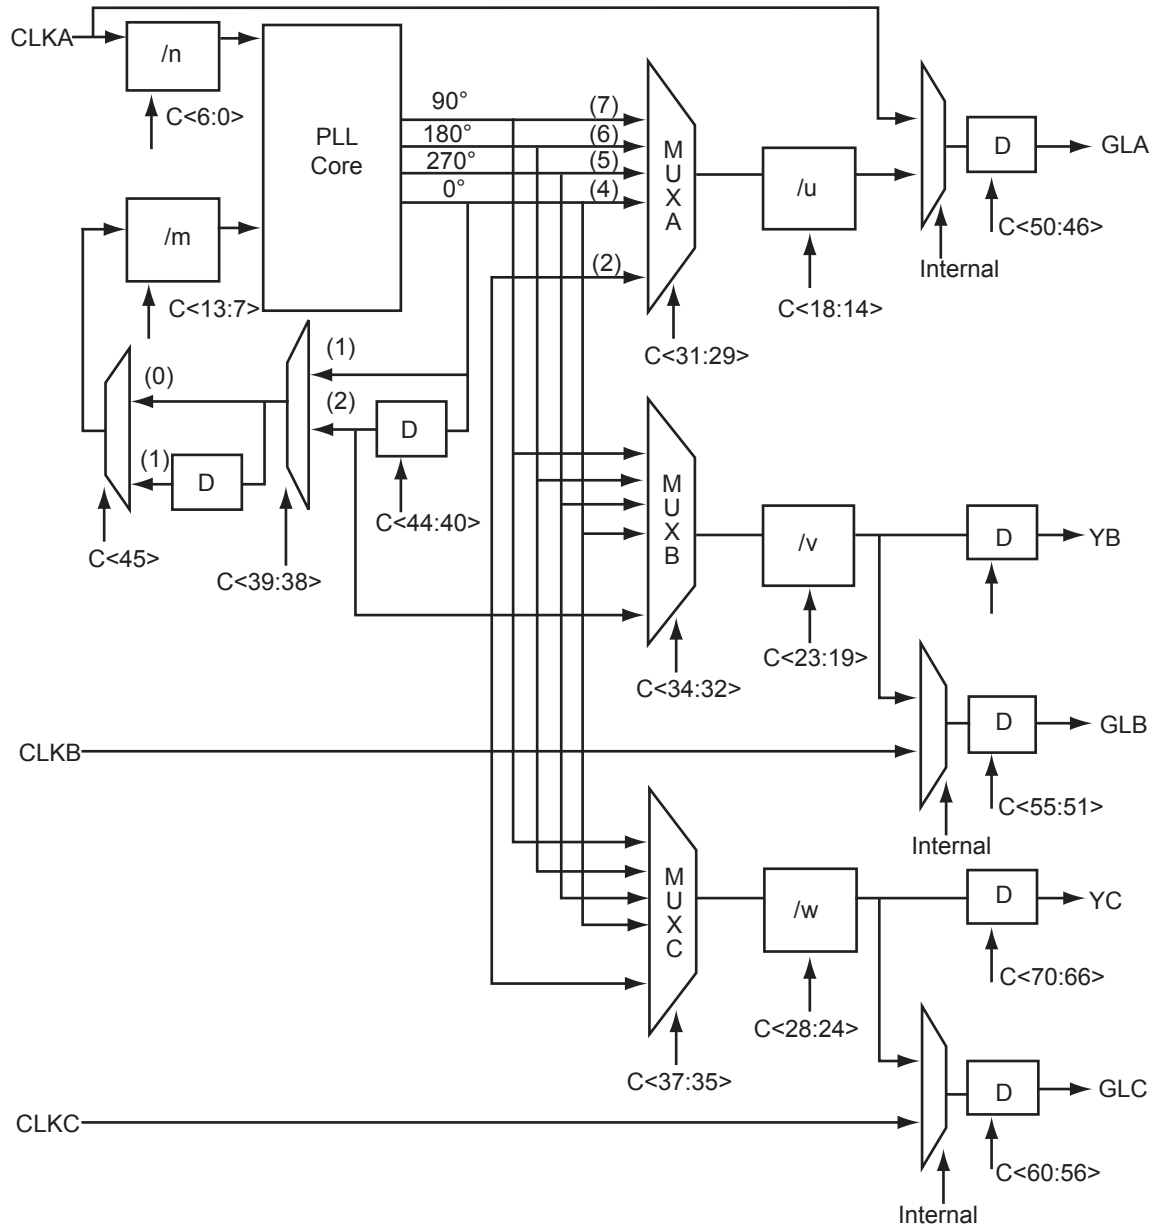 CLKA
/n
C<6:0>
PLL
Core
90°
180°
270°
0°
(7)
(6)
(5)
(4)
(2)
M
U
X
A
C<31:29>
/u
C<18:14>
D
GLA
C<50:46>
Internal
/m
C<13:7>
(0)
(1)
D
C<45>
(1)
(2)
C<39:38>
D
C<44:40>
M
U
X
B
C<34:32>
/v
C<23:19>
D
YB
CLKB
D
GLB
C<55:51>
Internal
M
U
X
C
C<37:35>
/w
C<28:24>
D
YC
C<70:66>
CLKC
D
GLC
C<60:56>
Internal